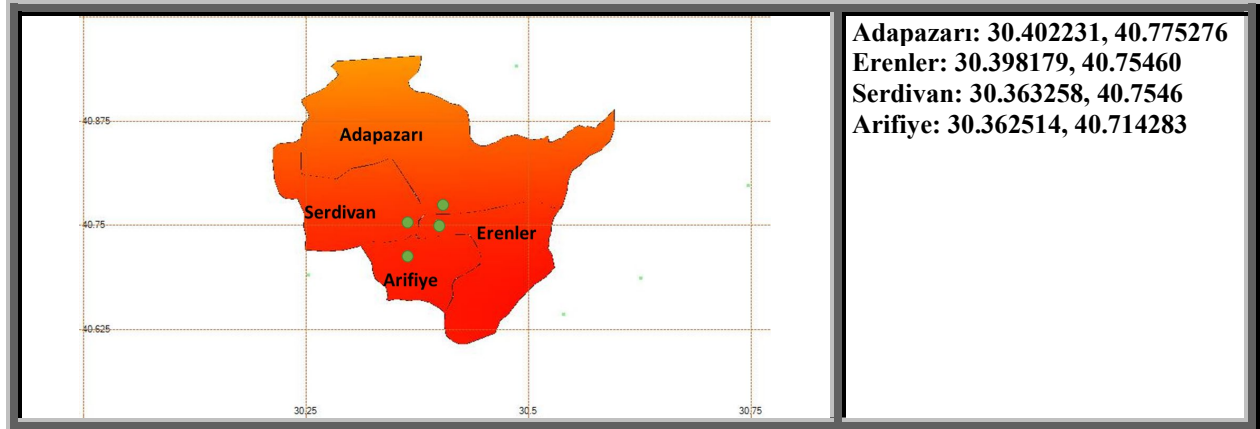 40.875
Adapazarı
Serdivan
40.75
Erenler
Arifiye
40.625
30.25
30.5
30.75
Adapazarı: 30.402231, 40.775276
Erenler: 30.398179, 40.75460
Serdivan: 30.363258, 40.7546
Arifiye: 30.362514, 40.714283